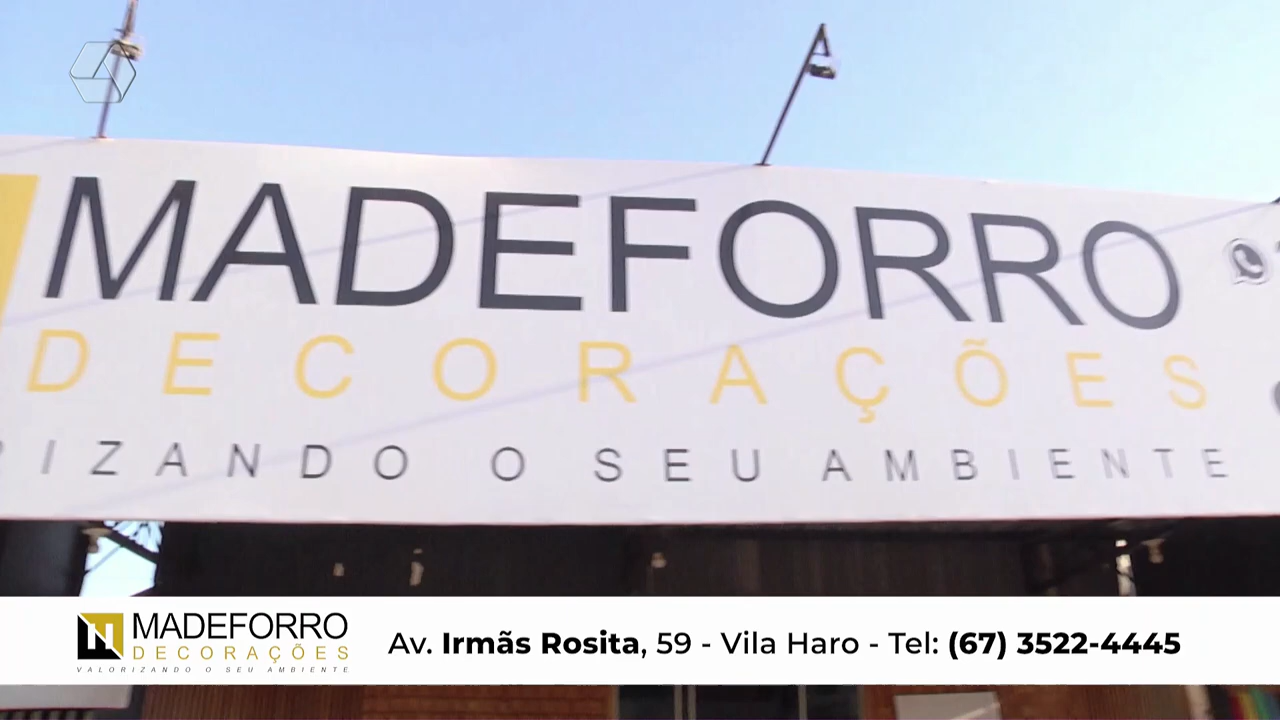 MADEFORRO
DECORAÇÕES
RIZANDO O SEU AMBIENTE
MADEFORRO
DECORAÇÕES
VALORIZANDO O SEU AMBIENTE
Av. Irmãs Rosita, 59 - Vila Haro - Tel: (67) 3522-4445